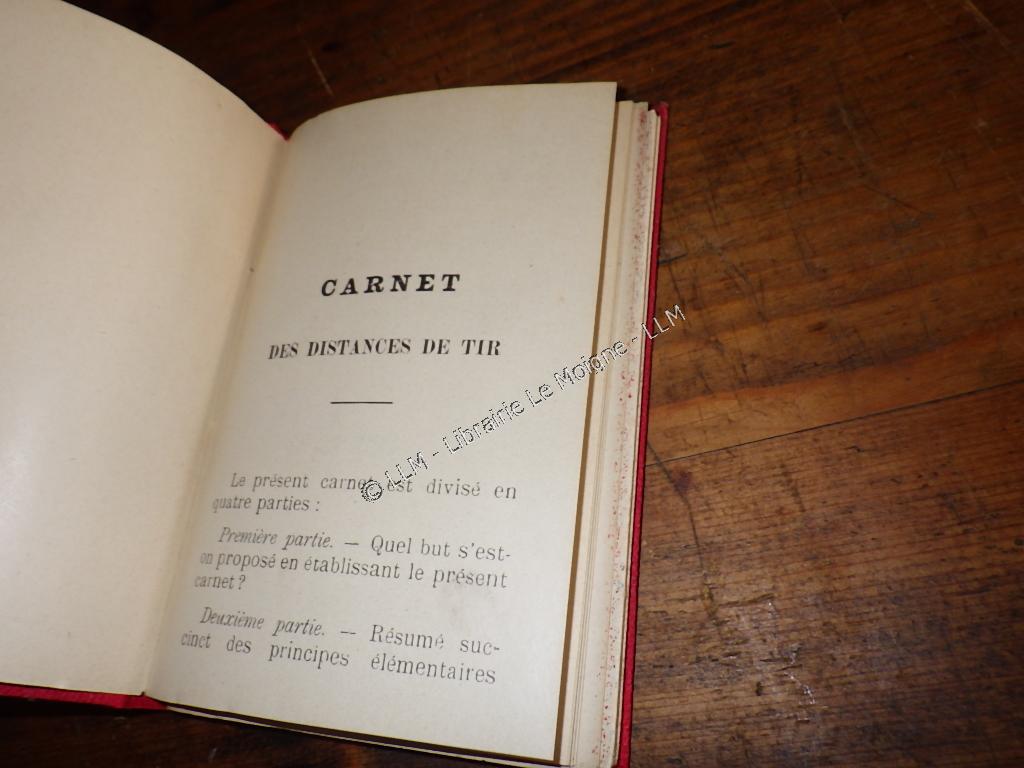 CARNET
DES DISTANCES DE TIR
Le présent carnet est divisé en
quatre parties :
Première partie. — Quel but s'est-
on proposé en établissant le présent
carnet ?
Deuxième partie. — Résumé suc-
cinct des principes élémentaires
© LLM - Librairie Le Moigne - LLM